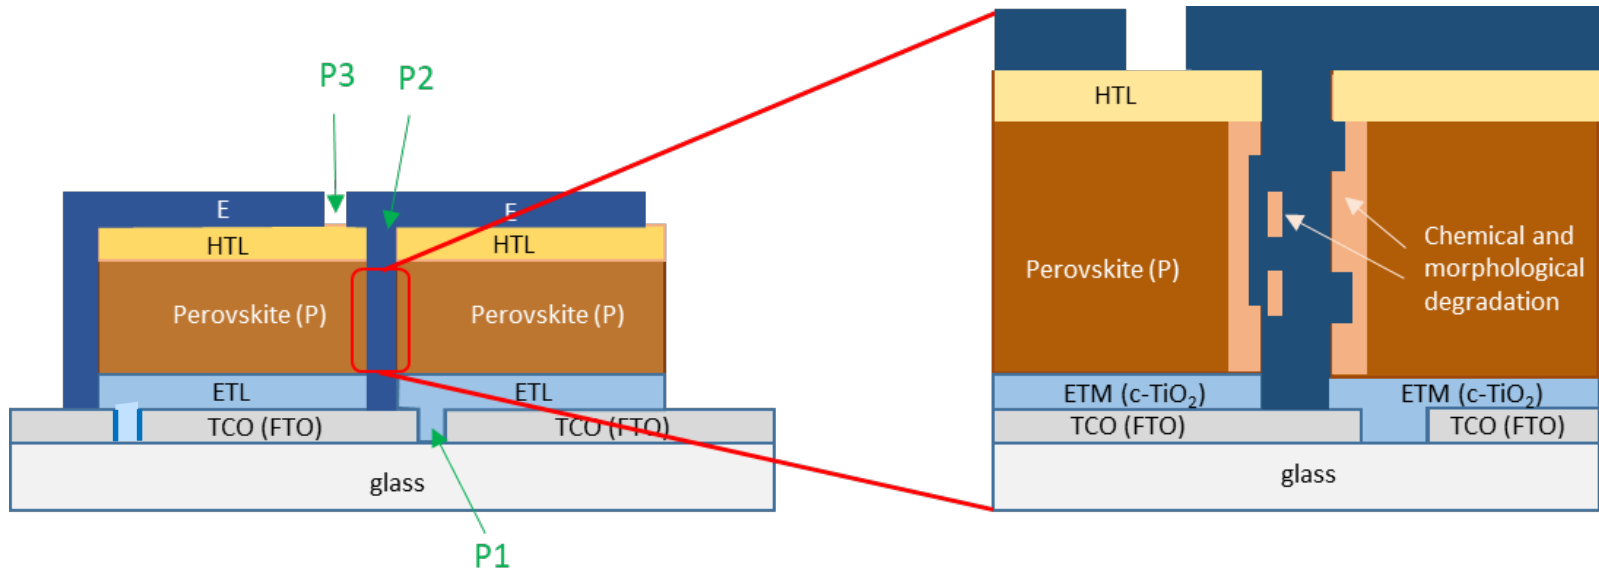 P3
P2
E
E
HTL
HTL
Perovskite (P)
Perovskite (P)
ETL
ETL
TCO (FTO)
TCO (FTO)
glass
P1
HTL
Perovskite (P)
Chemical and
morphological
degradation
ETM (c-TiO₂)
ETM (c-TiO₂)
TCO (FTO)
TCO (FTO)
glass